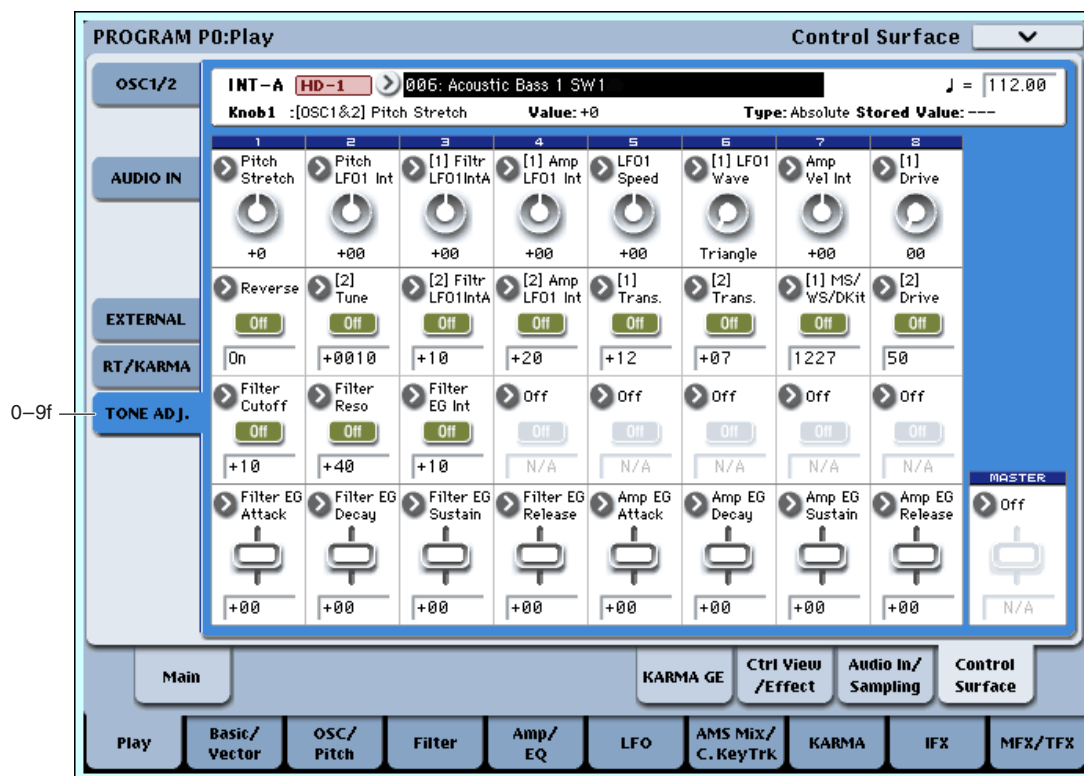 PROGRAM P0:Play
Control Surface
OSC1/2
INT-A HD-1 006: Acoustic Bass 1 SW1 ♩ = 112.00
Knob1 :[OSC1&2] Pitch Stretch Value: +0 Type: Absolute Stored Value: ---
AUDIO IN
1 2 3 4 5 6 7 8
Pitch Stretch
Pitch LFO1 Int
[1] Filtr LFO1IntA
[1] Amp LFO1 Int
LFO1 Speed
[1] LFO1 Wave
Amp Vel Int
[1] Drive
+0 +00 +00 +00 +00 Triangle +00 00
Reverse
[2] Tune
[2] Filtr LFO1IntA
[2] Amp LFO1 Int
[1] Trans.
[2] Trans.
[1] MS/ WS/DKit
[2] Drive
EXTERNAL
Off Off Off Off Off Off Off Off
RT/KARMA
On +0010 +10 +20 +12 +07 1227 50
0–9f
TONE ADJ.
Filter Cutoff
Filter Reso
Filter EG Int
Off Off Off Off Off
Off Off Off Off Off Off Off Off
+10 +40 +10 N/A N/A N/A N/A N/A
MASTER
Filter EG Attack
Filter EG Decay
Filter EG Sustain
Filter EG Release
Amp EG Attack
Amp EG Decay
Amp EG Sustain
Amp EG Release
Off
+00 +00 +00 +00 +00 +00 +00 +00 N/A
Main
KARMA GE
Ctrl View /Effect
Audio In/ Sampling
Control Surface
Play
Basic/ Vector
OSC/ Pitch
Filter
Amp/ EQ
LFO
AMS Mix/ C.KeyTrk
KARMA
IFX
MFX/TFX